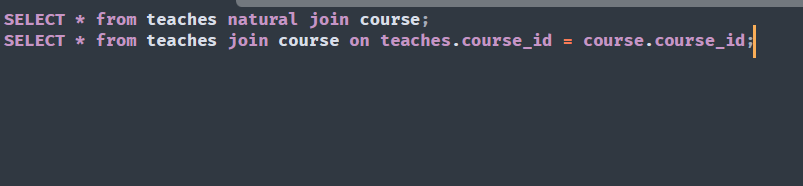 SELECT * from teaches natural join course;
SELECT * from teaches join course on teaches.course_id = course.course_id;